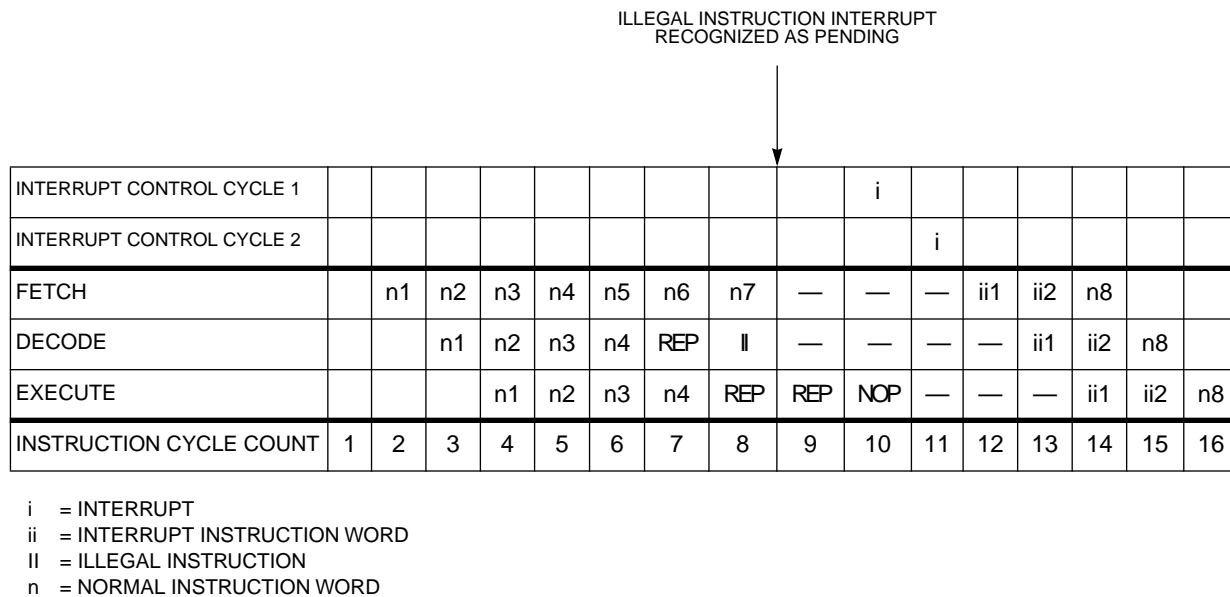 ILLEGAL INSTRUCTION INTERRUPT
RECOGNIZED AS PENDING
INTERRUPT CONTROL CYCLE 1 i
INTERRUPT CONTROL CYCLE 2 i
FETCH n1 n2 n3 n4 n5 n6 n7 — — — ii1 ii2 n8
DECODE n1 n2 n3 n4 REP II — — — — ii1 ii2 n8
EXECUTE n1 n2 n3 n4 REP REP NOP — — — ii1 ii2 n8
INSTRUCTION CYCLE COUNT 1 2 3 4 5 6 7 8 9 10 11 12 13 14 15 16
i = INTERRUPT
ii = INTERRUPT INSTRUCTION WORD
II = ILLEGAL INSTRUCTION
n = NORMAL INSTRUCTION WORD